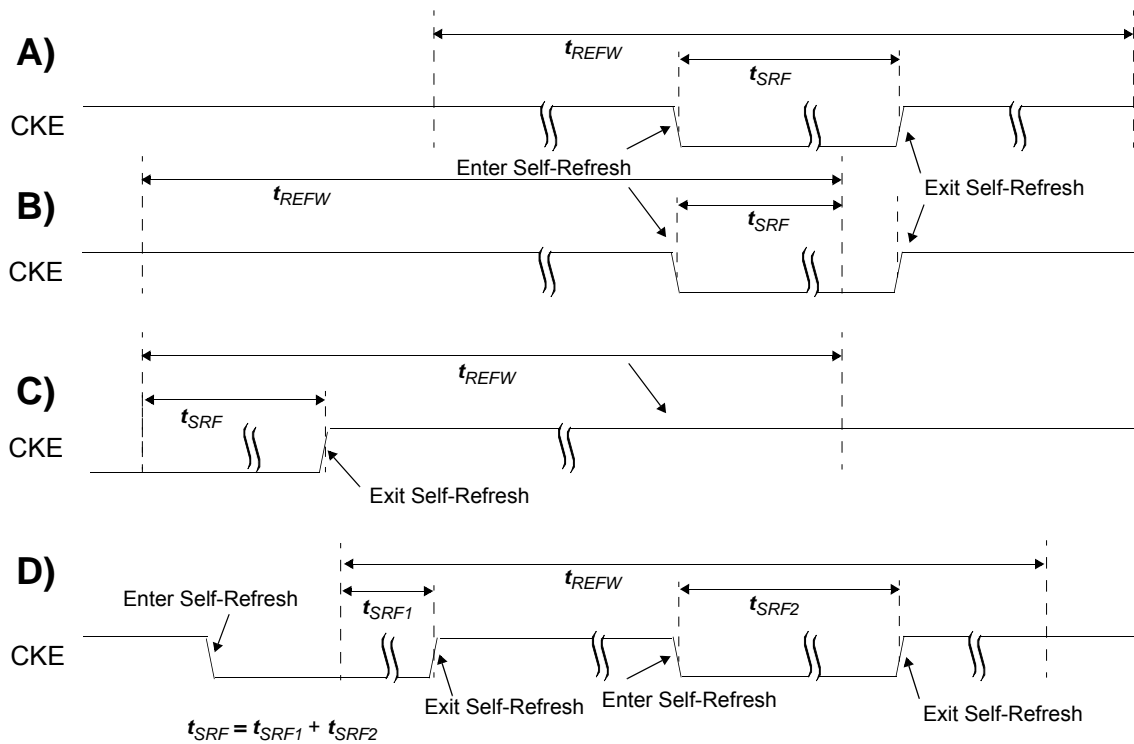 A)
tREFW
tSRF
CKE
Enter Self-Refresh
Exit Self-Refresh
B)
tREFW
tSRF
CKE
C)
tREFW
tSRF
CKE
Exit Self-Refresh
D)
tREFW
Enter Self-Refresh
tSRF1
tSRF2
CKE
Exit Self-Refresh
Enter Self-Refresh
Exit Self-Refresh
tSRF = tSRF1 + tSRF2